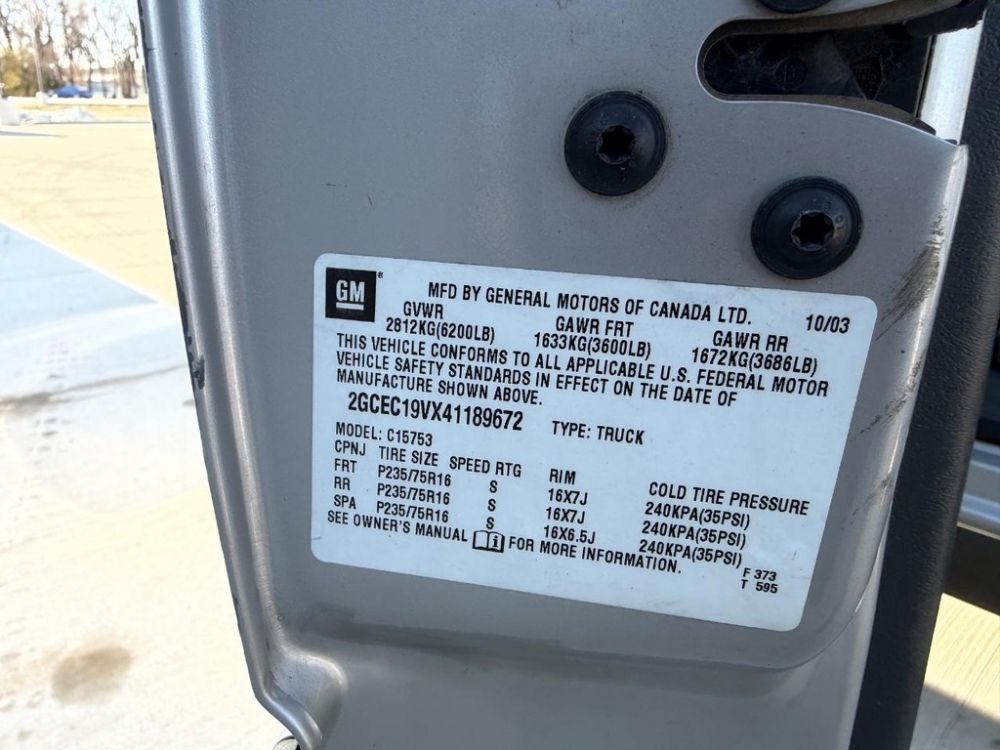 GM ®
MFD BY GENERAL MOTORS OF CANADA LTD. 10/03
GVWR GAWR FRT GAWR RR
2812KG(6200LB) 1633KG(3600LB) 1672KG(3686LB)
THIS VEHICLE CONFORMS TO ALL APPLICABLE U.S. FEDERAL MOTOR
VEHICLE SAFETY STANDARDS IN EFFECT ON THE DATE OF
MANUFACTURE SHOWN ABOVE.
2GCEC19VX41189672 TYPE: TRUCK
MODEL: C15753
CPNJ TIRE SIZE SPEED RTG RIM COLD TIRE PRESSURE
FRT P235/75R16 S 16X7J 240KPA(35PSI)
RR P235/75R16 S 16X7J 240KPA(35PSI)
SPA P235/75R16 S 16X6.5J 240KPA(35PSI)
SEE OWNER'S MANUAL FOR MORE INFORMATION.
F 373
T 595